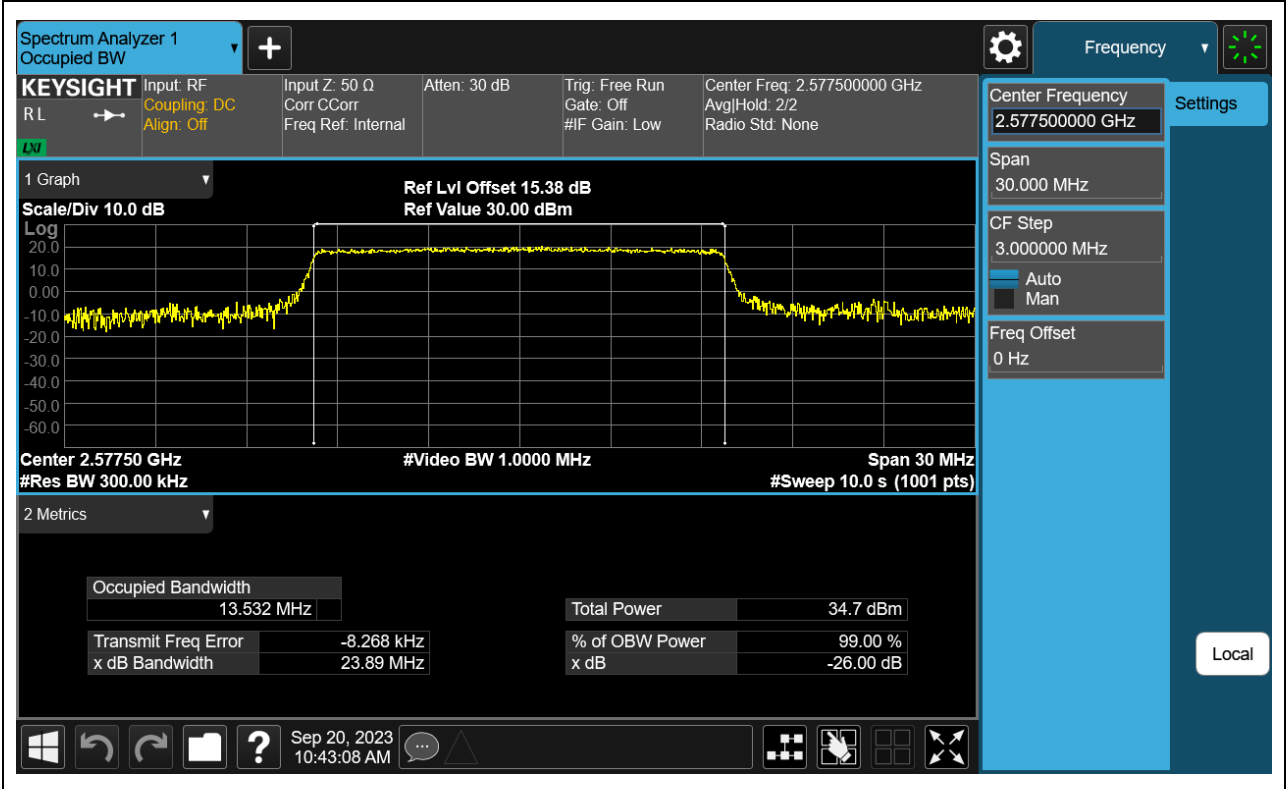 Spectrum Analyzer 1
Occupied BW
Frequency
KEYSIGHT
R L
LXI
Input: RF
Coupling: DC
Align: Off
Input Z: 50 Ω
Corr CCorr
Freq Ref: Internal
Atten: 30 dB
Trig: Free Run
Gate: Off
#IF Gain: Low
Center Freq: 2.577500000 GHz
Avg|Hold: 2/2
Radio Std: None
Center Frequency
2.577500000 GHz
Settings
Span
30.000 MHz
CF Step
3.000000 MHz
Auto
Man
Freq Offset
0 Hz
Local
1 Graph
Ref Lvl Offset 15.38 dB
Scale/Div 10.0 dB
Ref Value 30.00 dBm
Log
20.0
10.0
0.00
-10.0
-20.0
-30.0
-40.0
-50.0
-60.0
Center 2.57750 GHz
#Video BW 1.0000 MHz
Span 30 MHz
#Res BW 300.00 kHz
#Sweep 10.0 s (1001 pts)
2 Metrics
Occupied Bandwidth
13.532 MHz
Total Power 34.7 dBm
Transmit Freq Error -8.268 kHz
% of OBW Power 99.00 %
x dB Bandwidth 23.89 MHz
x dB -26.00 dB
?
Sep 20, 2023
10:43:08 AM